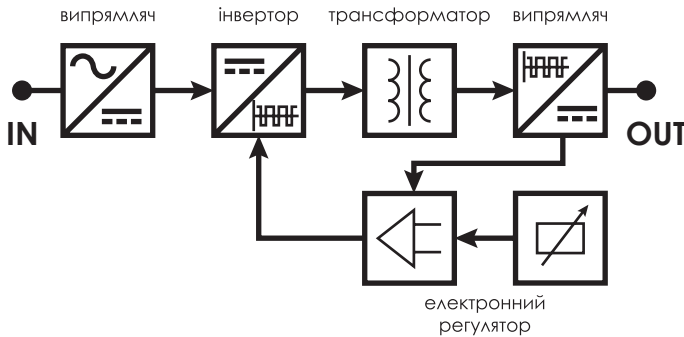 випрямляч інвертор трансформатор випрямляч
IN OUT
електронний
регулятор